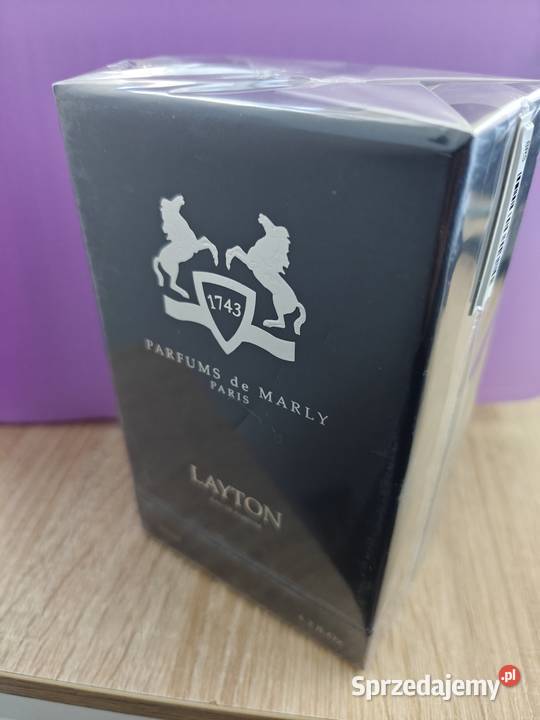 1743
PARFUMS de MARLY
PARIS
LAYTON
Sprzedajemy.pl